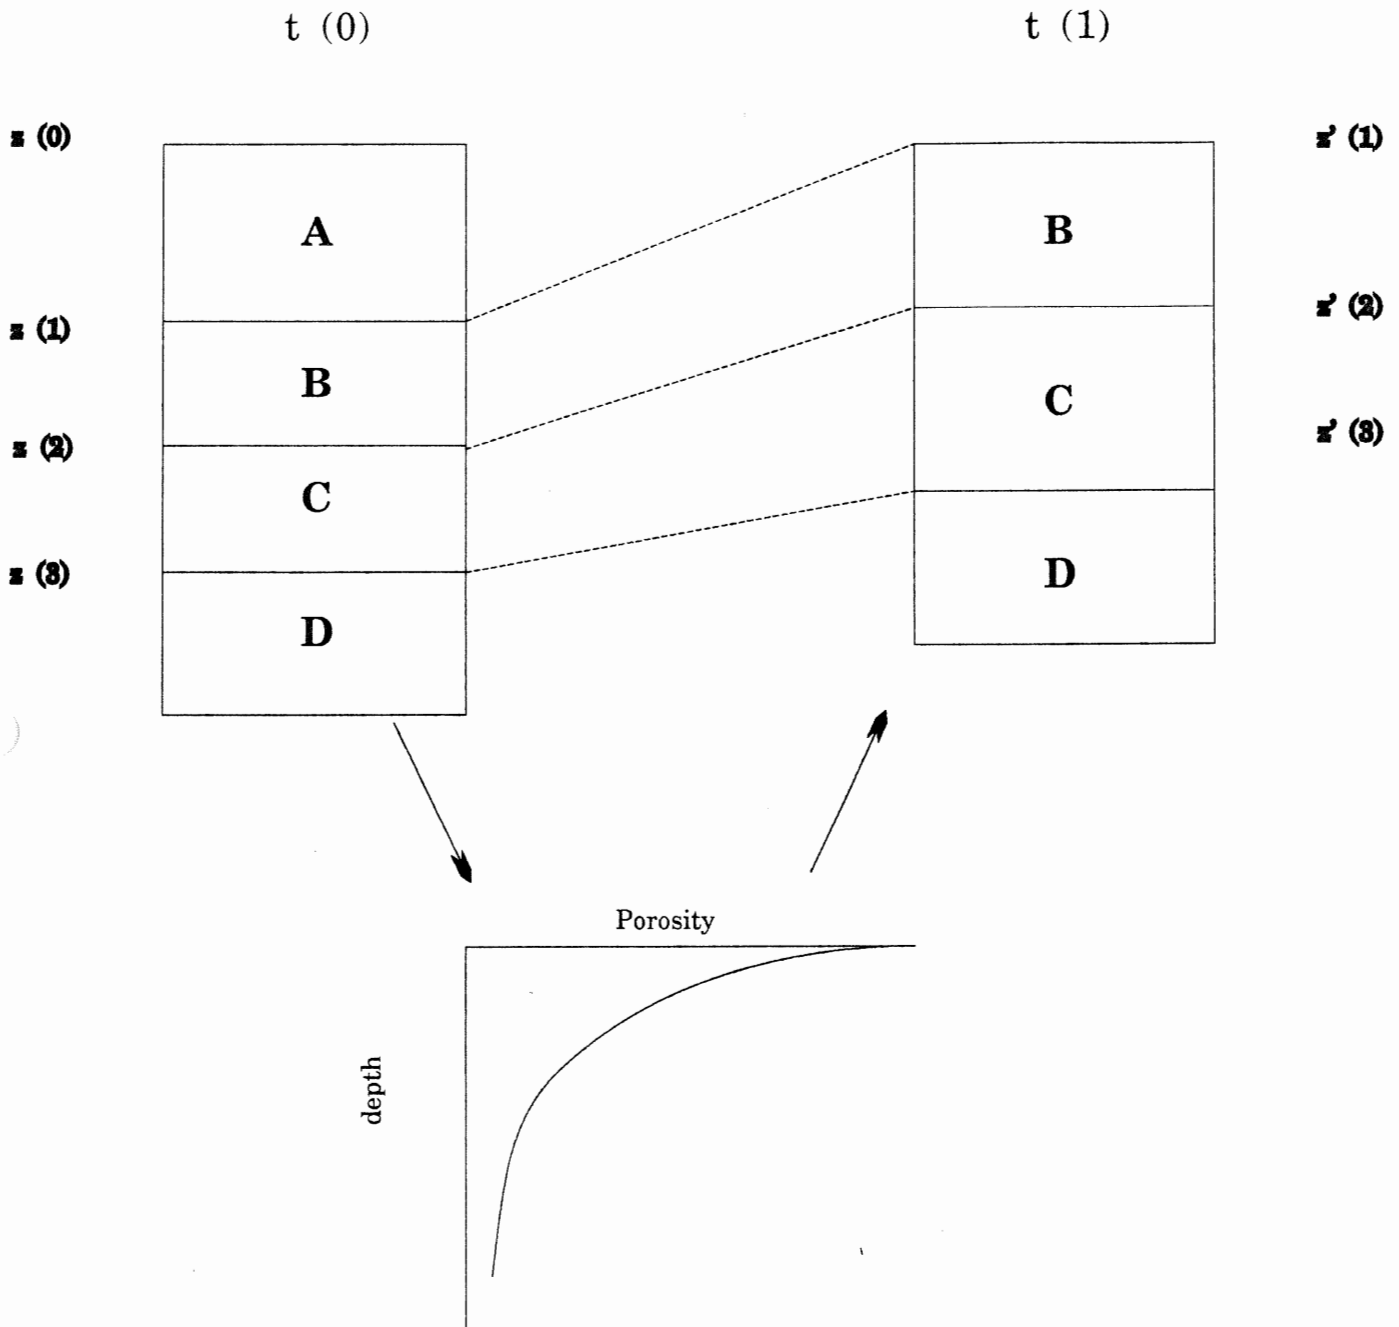 t (0) t (1)
z (0) z' (1)
A B
z (1) z' (2)
B C
z (2) z' (3)
C
z (3) D
D
Porosity
depth